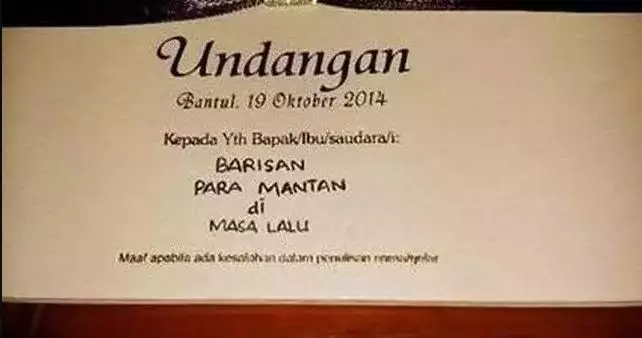 Undangan
Bantul, 19 Oktober 2014
Kepada Yth Bapak/Ibu/saudara/i:
BARISAN
PARA MANTAN
di
MASA LALU
Maaf apabila ada kesalahan dalam penulisan nama/gelar